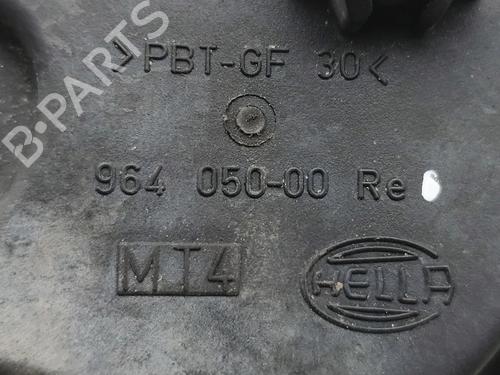 >PBT-GF 30<
B-PARTS
964 050-00 Re
MT4
HELLA